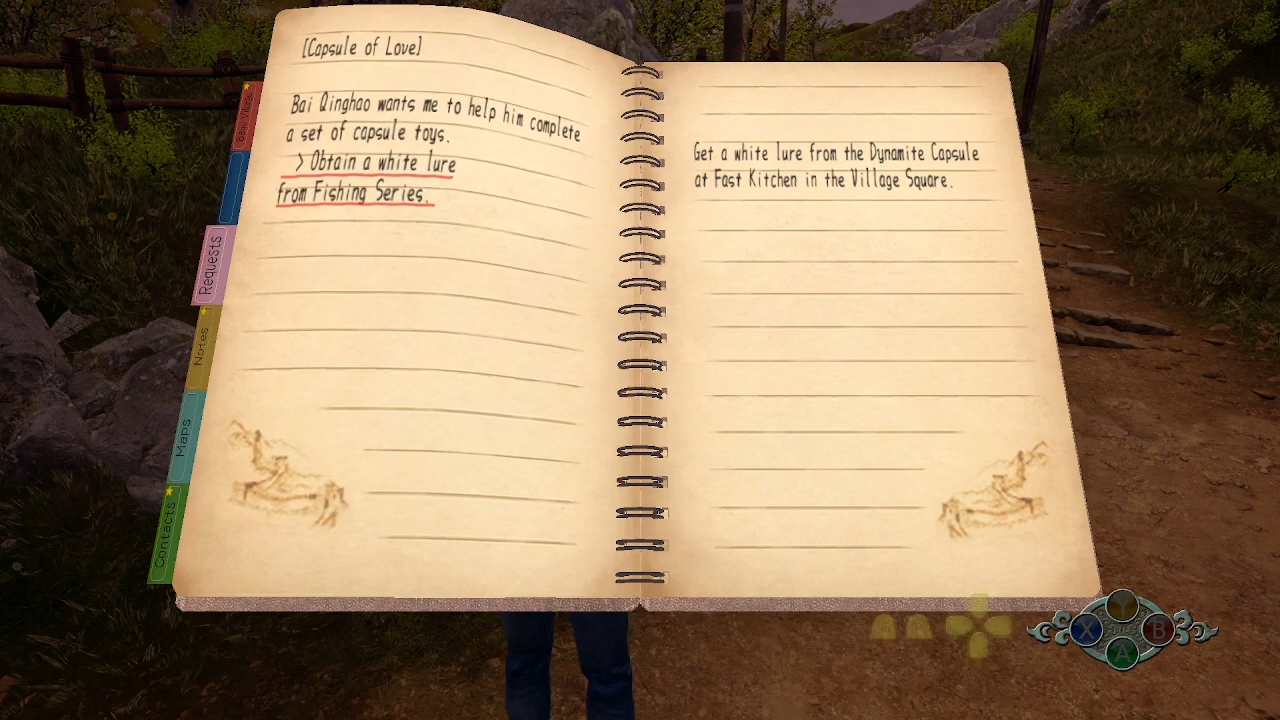 [Capsule of Love]
Bai Qinghao wants me to help him complete
a set of capsule toys.
> Obtain a white lure
from Fishing Series.
Get a white lure from the Dynamite Capsule
at Fast Kitchen in the Village Square.
Bailu Village
Requests
Notes
Maps
Contacts
X
Y
B
A